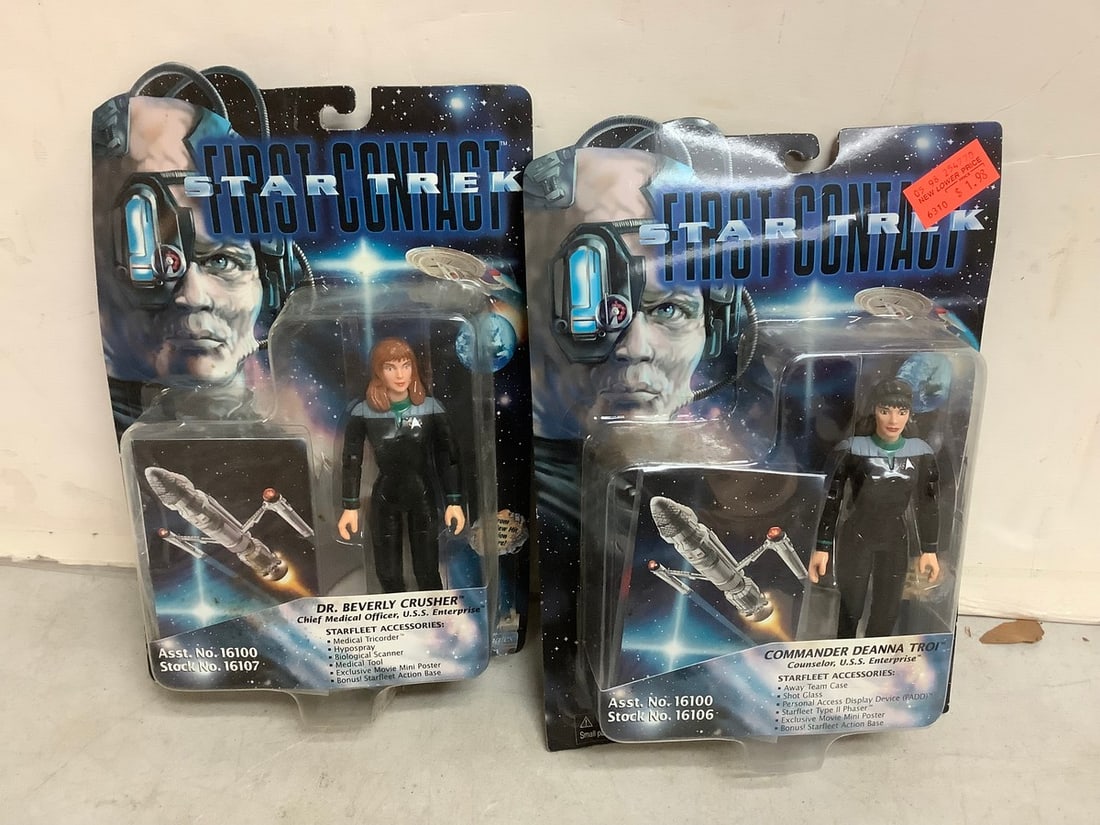 STAR TREK™
FIRST CONTACT
DR. BEVERLY CRUSHER™
Chief Medical Officer, U.S.S. Enterprise™
STARFLEET ACCESSORIES:
• Medical Tricorder™
• Hypospray
• Biological Scanner
• Medical Tool
• Exclusive Movie Mini Poster
• Bonus! Starfleet Action Base
Asst. No. 16100
Stock No. 16107
STAR TREK
FIRST CONTACT
NEW LOWER PRICE
6310 $ 1.98
COMMANDER DEANNA TROI™
Counselor, U.S.S. Enterprise™
STARFLEET ACCESSORIES:
• Away Team Case
• Shot Glass
• Personal Access Display Device (PADD)™
• Starfleet Type II Phaser™
• Exclusive Movie Mini Poster
• Bonus! Starfleet Action Base
Asst. No. 16100
Stock No. 16106
Small